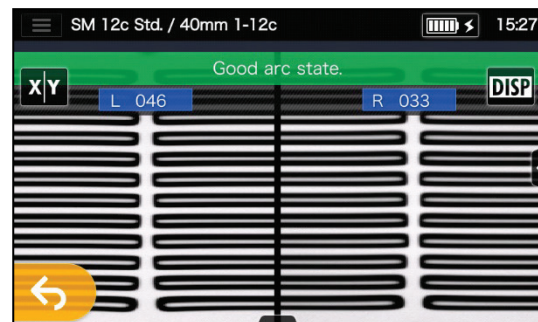 SM 12c Std. / 40mm 1-12c
15:27
Good arc state.
X|Y
DISP
L 046
R 033